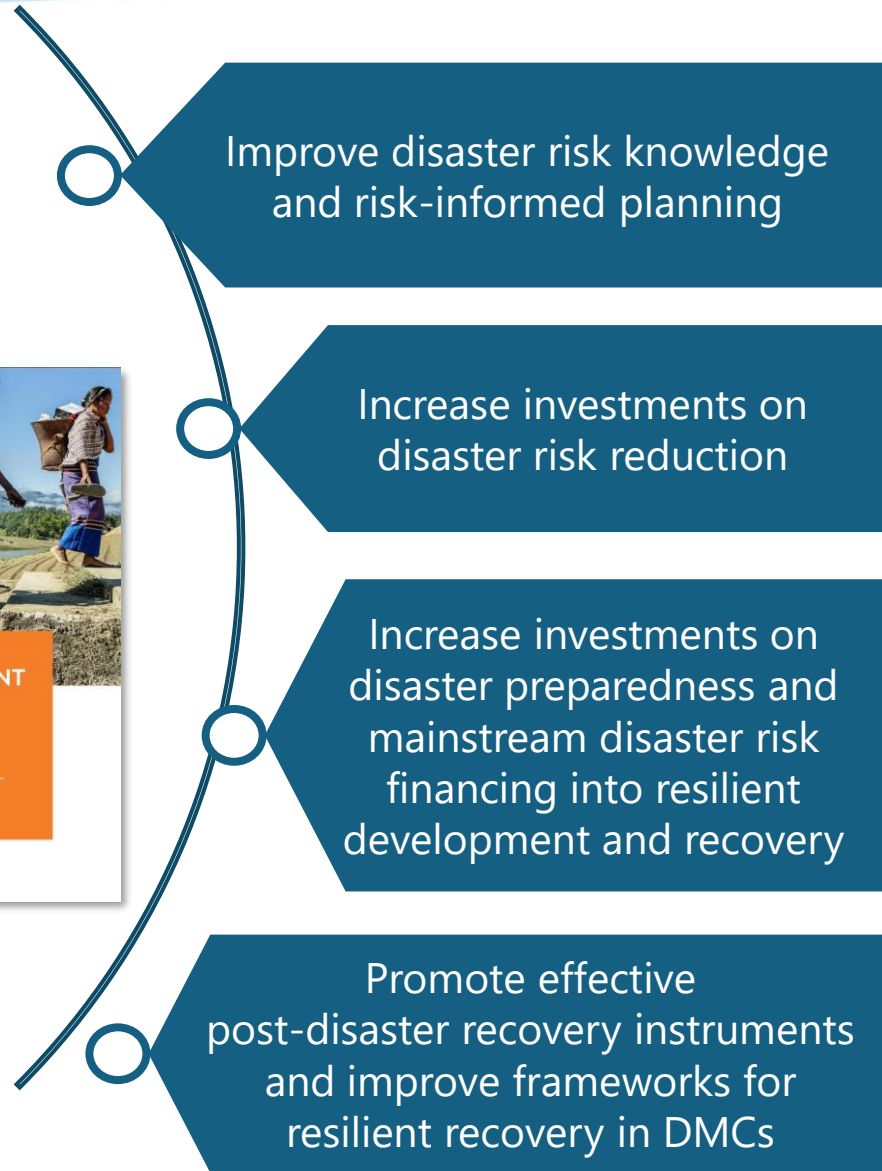 Improve disaster risk knowledge
and risk-informed planning
Increase investments on
disaster risk reduction
NT
Increase investments on
disaster preparedness and
mainstream disaster risk
financing into resilient
development and recovery
Promote effective
post-disaster recovery instruments
and improve frameworks for
resilient recovery in DMCs